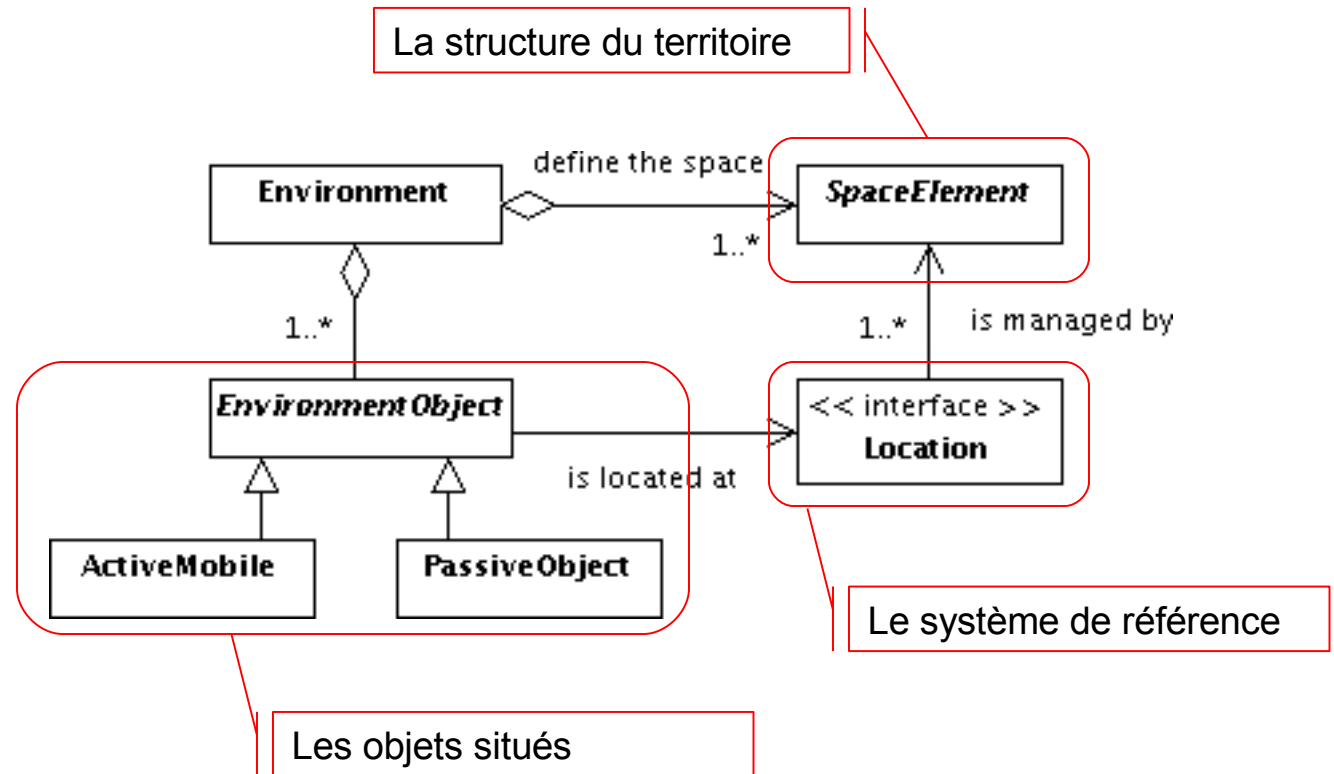 La structure du territoire
define the space
Environment
SpaceElement
1..*
1..*
1..*
is managed by
EnvironmentObject
<< interface >>
Location
is located at
ActiveMobile
PassiveObject
Le système de référence
Les objets situés